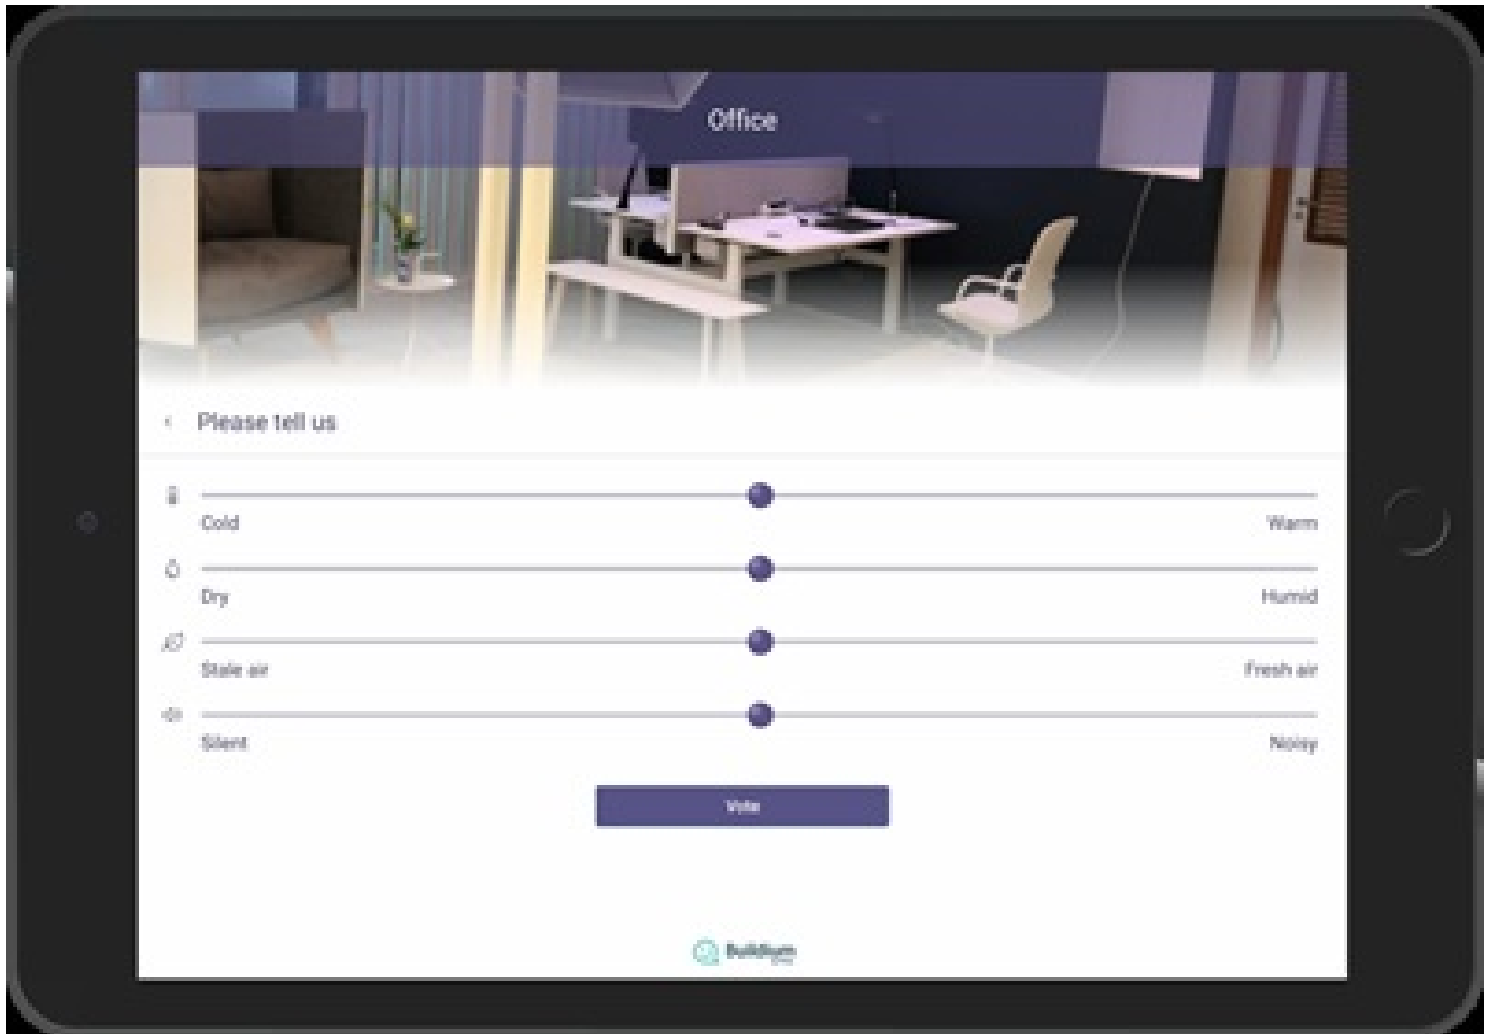 Office
Please tell us
Cold Warm
Dry Humid
Stale air Fresh air
Silent Noisy
Vote